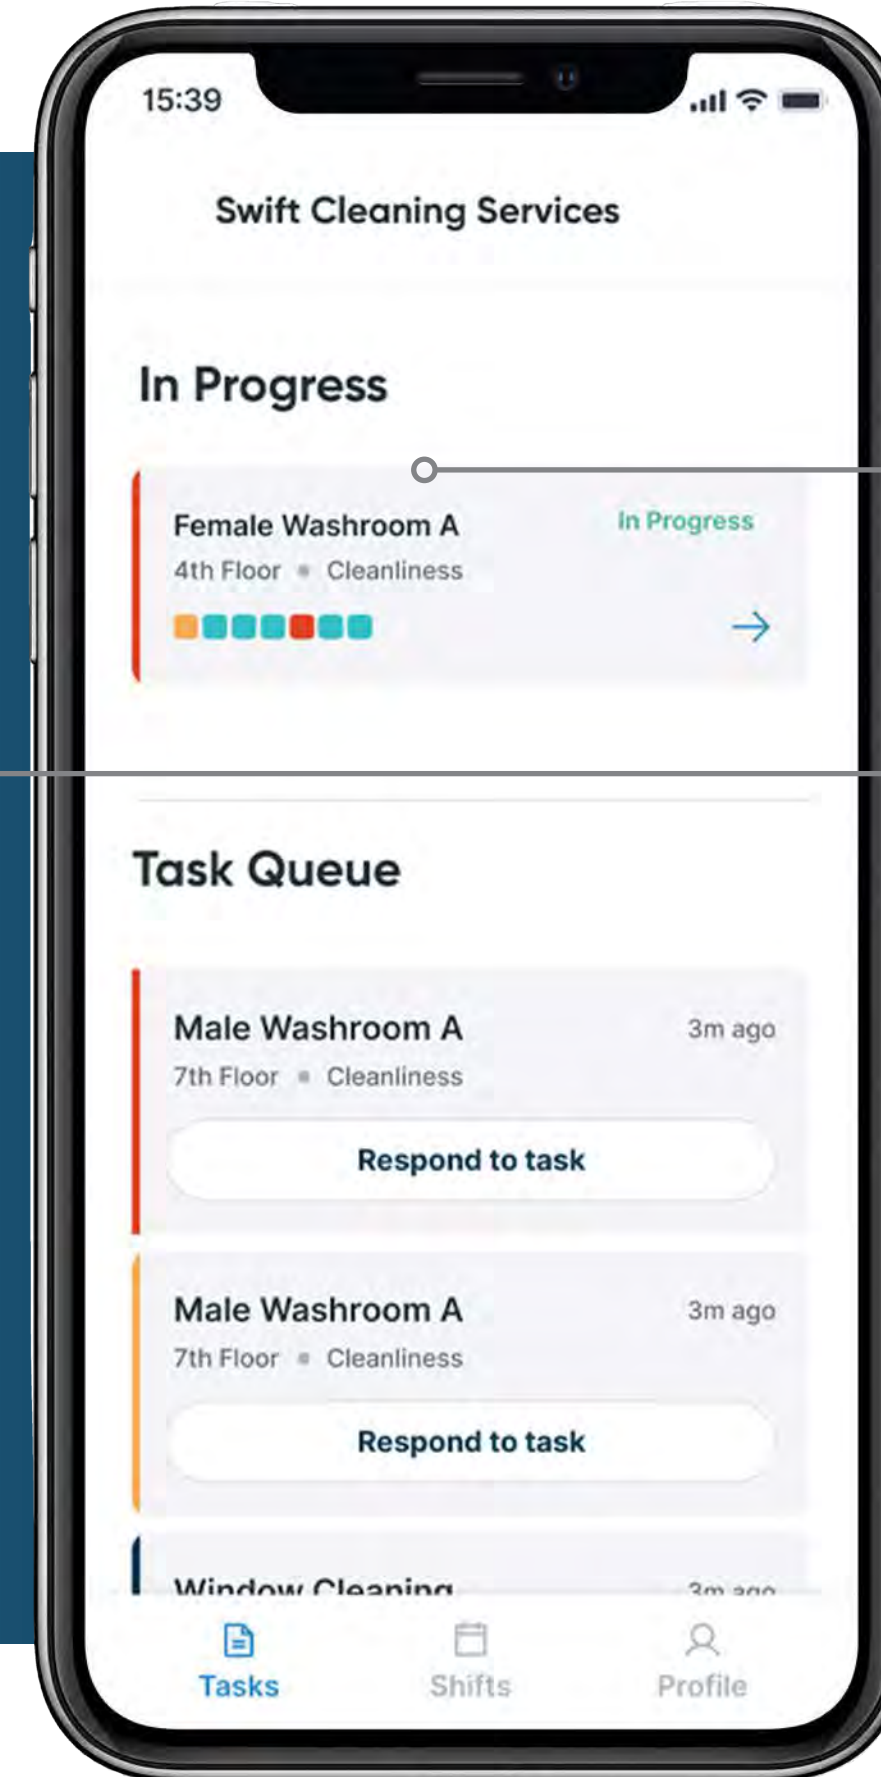 15:39
Swift Cleaning Services
In Progress
Female Washroom A
In Progress
4th Floor • Cleanliness
Task Queue
Male Washroom A
3m ago
7th Floor • Cleanliness
Respond to task
Male Washroom A
3m ago
7th Floor • Cleanliness
Respond to task
Window Cleaning
3m ago
Tasks
Shifts
Profile